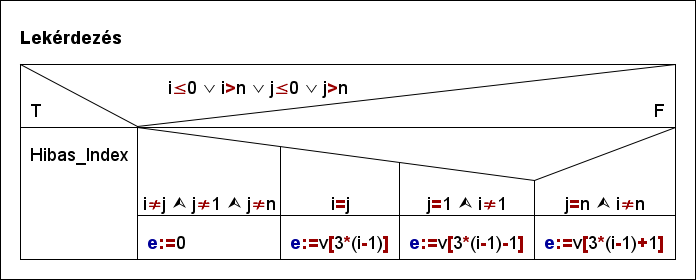 Lekérdezés
i≤0 ∨ i>n ∨ j≤0 ∨ j>n
T F
Hibas_Index
i≠j ⋏ j≠1 ⋏ j≠n i=j j=1 ⋏ i≠1 j=n ⋏ i≠n
e:=0 e:=v[3*(i-1)] e:=v[3*(i-1)-1] e:=v[3*(i-1)+1]